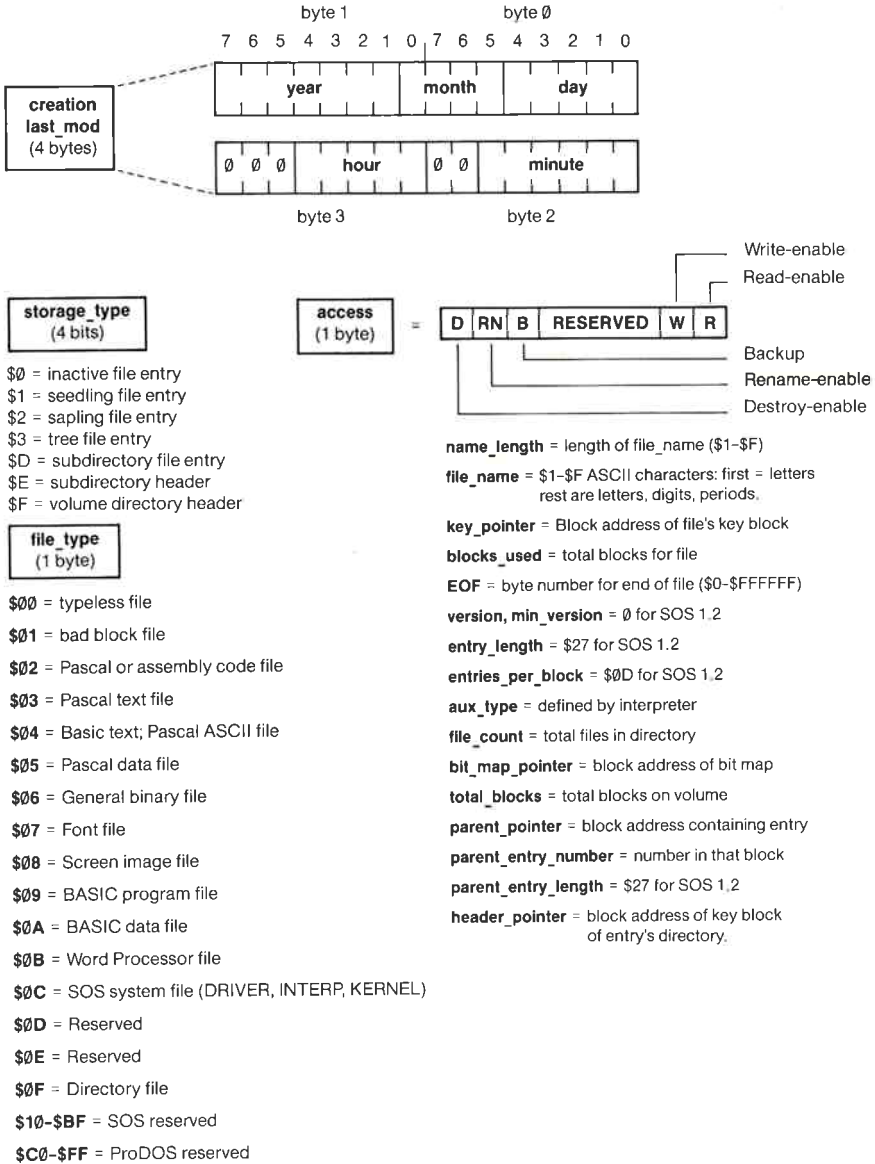 byte 1 byte Ø
7 6 5 4 3 2 1 0 7 6 5 4 3 2 1 0
year month day
creation
last_mod
(4 bytes)
Ø Ø Ø hour Ø Ø minute
byte 3 byte 2
Write-enable
Read-enable
storage_type
(4 bits)
access
(1 byte)
= D RN B RESERVED W R
Backup
Rename-enable
Destroy-enable
$Ø = inactive file entry
$1 = seedling file entry
$2 = sapling file entry
$3 = tree file entry
$D = subdirectory file entry
$E = subdirectory header
$F = volume directory header
file_type
(1 byte)
$ØØ = typeless file
$Ø1 = bad block file
$Ø2 = Pascal or assembly code file
$Ø3 = Pascal text file
$Ø4 = Basic text; Pascal ASCII file
$Ø5 = Pascal data file
$Ø6 = General binary file
$Ø7 = Font file
$Ø8 = Screen image file
$Ø9 = BASIC program file
$ØA = BASIC data file
$ØB = Word Processor file
$ØC = SOS system file (DRIVER, INTERP, KERNEL)
$ØD = Reserved
$ØE = Reserved
$ØF = Directory file
$1Ø-$BF = SOS reserved
$CØ-$FF = ProDOS reserved
name_length = length of file_name ($1–$F)
file_name = $1–$F ASCII characters: first = letters
rest are letters, digits, periods.
key_pointer = Block address of file's key block
blocks_used = total blocks for file
EOF = byte number for end of file ($0-$FFFFFF)
version, min_version = Ø for SOS 1.2
entry_length = $27 for SOS 1.2
entries_per_block = $ØD for SOS 1.2
aux_type = defined by interpreter
file_count = total files in directory
bit_map_pointer = block address of bit map
total_blocks = total blocks on volume
parent_pointer = block address containing entry
parent_entry_number = number in that block
parent_entry_length = $27 for SOS 1.2
header_pointer = block address of key block
of entry's directory.